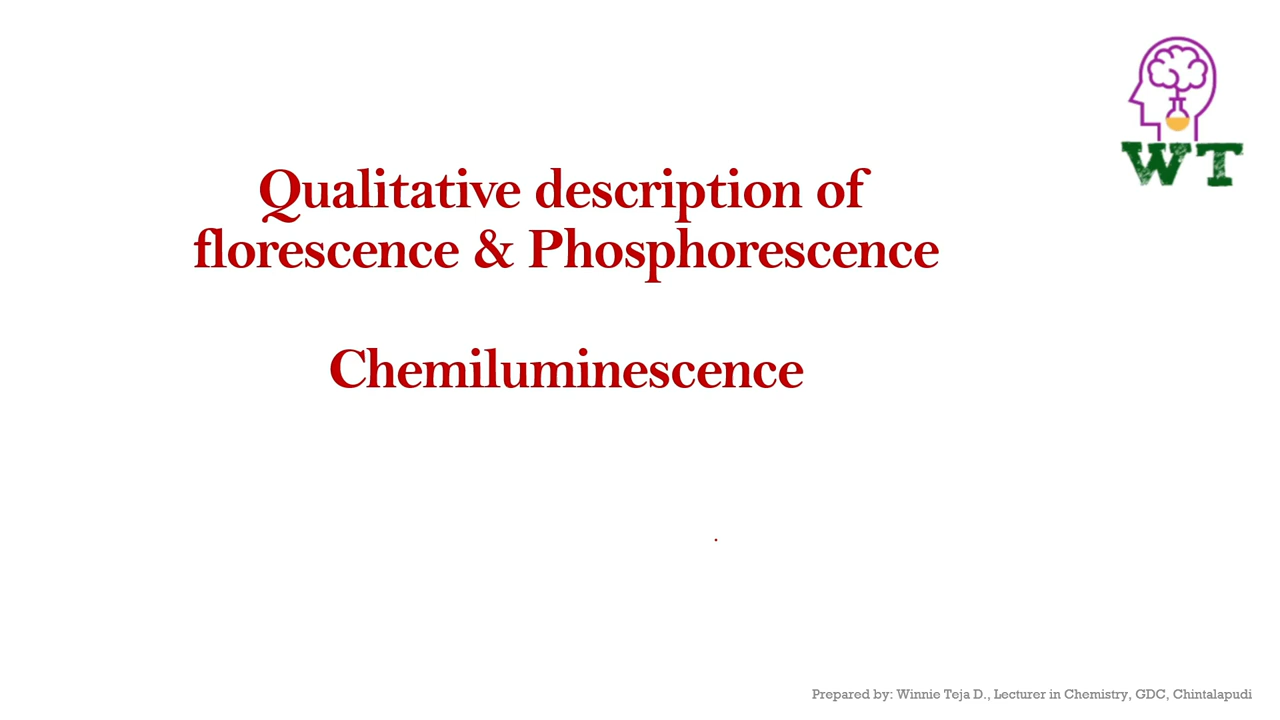 WT
Qualitative description of
florescence & Phosphorescence
Chemiluminescence
.
Prepared by: Winnie Teja D., Lecturer in Chemistry, GDC, Chintalapudi